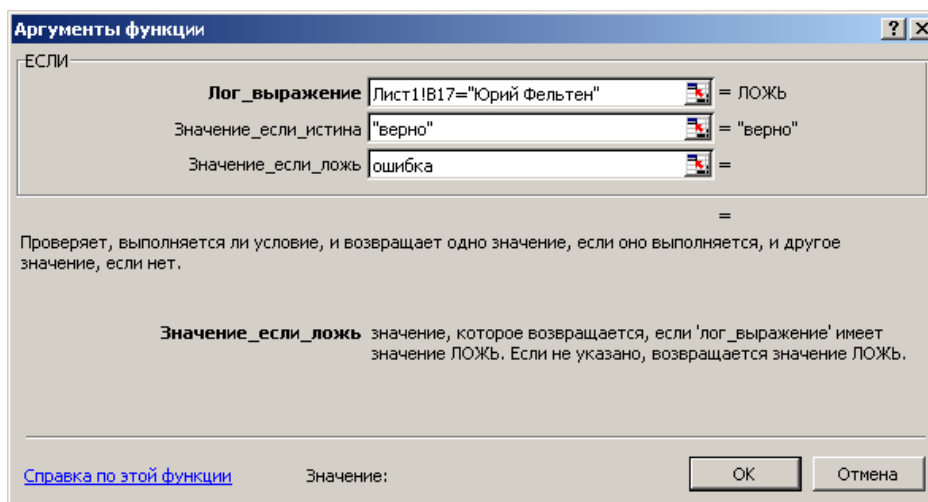 Аргументы функции
ЕСЛИ
Лог_выражение Лист1!B17="Юрий Фельтен" = ЛОЖЬ
Значение_если_истина "верно" = "верно"
Значение_если_ложь ошибка =
=
Проверяет, выполняется ли условие, и возвращает одно значение, если оно выполняется, и другое
значение, если нет.
Значение_если_ложь значение, которое возвращается, если 'лог_выражение' имеет
значение ЛОЖЬ. Если не указано, возвращается значение ЛОЖЬ.
Справка по этой функции Значение: ОК Отмена